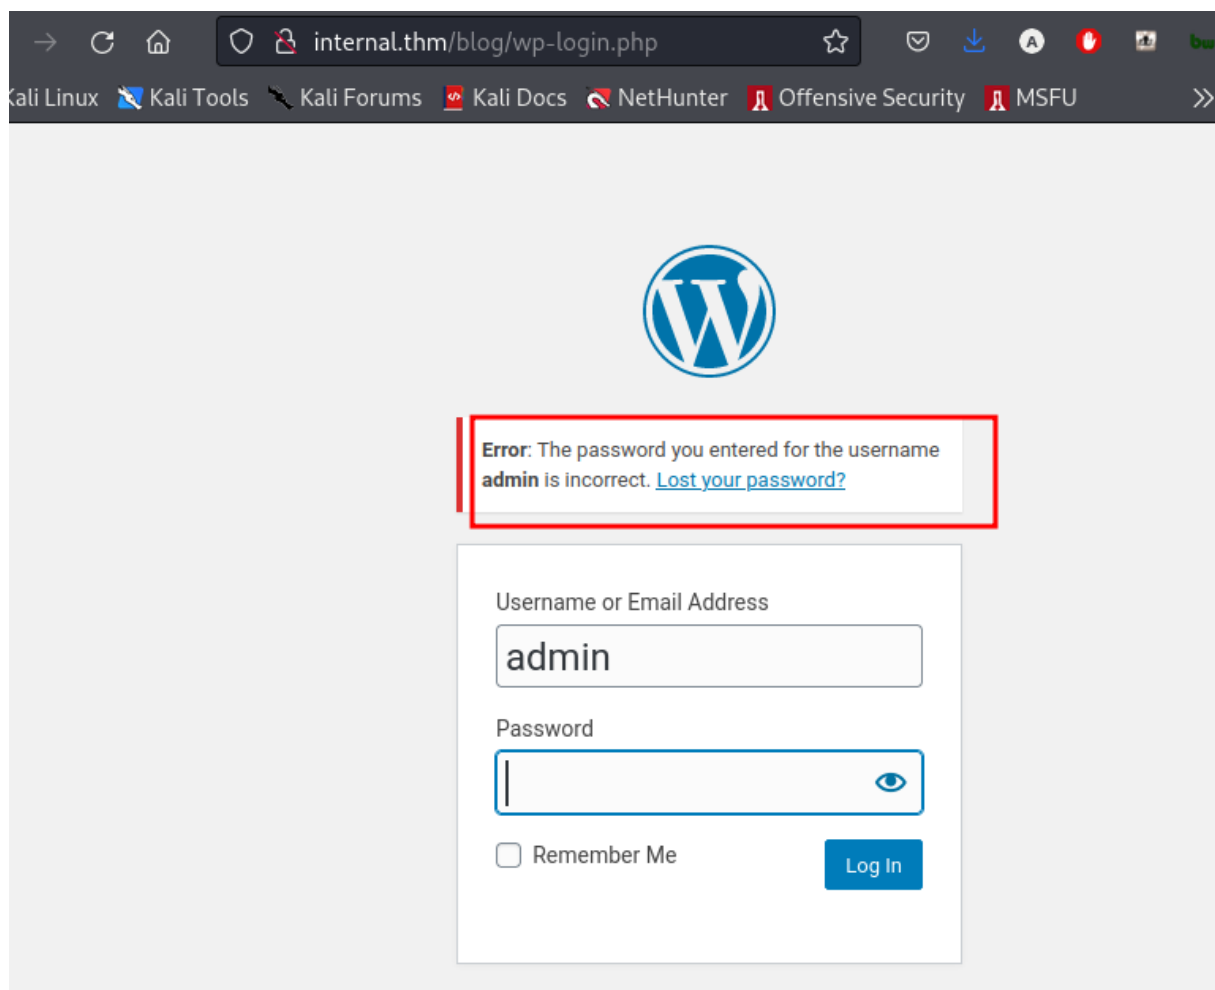 internal.thm/blog/wp-login.php
Kali Linux Kali Tools Kali Forums Kali Docs NetHunter Offensive Security MSFU
Error: The password you entered for the username
admin is incorrect. Lost your password?
Username or Email Address
admin
Password
Remember Me
Log In